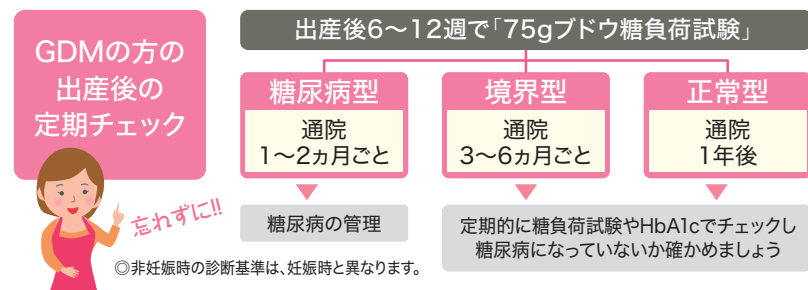 GDMの方の
出産後の
定期チェック
出産後6〜12週で「75gブドウ糖負荷試験」
糖尿病型
通院
1〜2ヵ月ごと
境界型
通院
3〜6ヵ月ごと
正常型
通院
1年後
忘れずに!!
糖尿病の管理
定期的に糖負荷試験やHbA1cでチェックし
糖尿病になっていないか確かめましょう
◎非妊娠時の診断基準は、妊娠時と異なります。